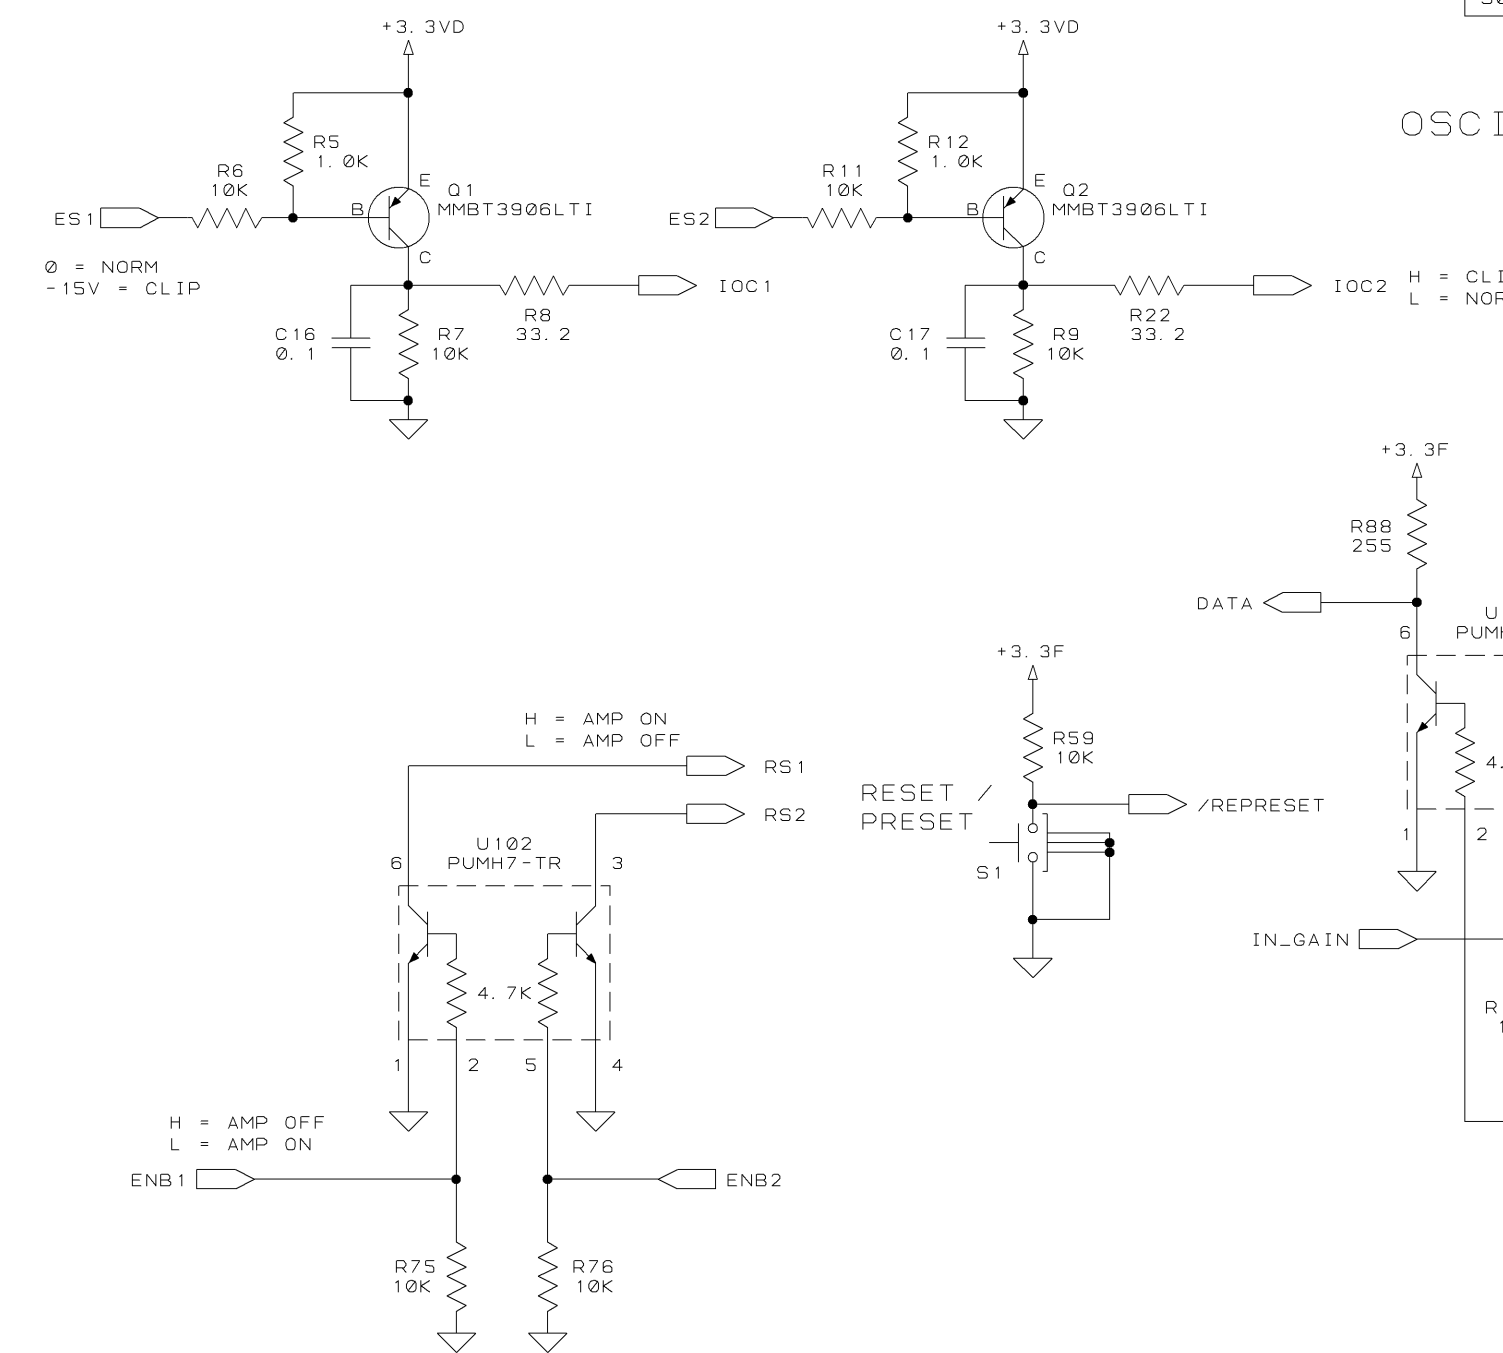 +3.3VD
+3.3VD
OSCI
R5
1.0K
R12
1.0K
R6
10K
R11
10K
E
Q1
MMBT3906LTI
E
Q2
MMBT3906LTI
ES1
B
ES2
B
C
C
0 = NORM
-15V = CLIP
IOC1
IOC2
H = CLI
L = NOR
R8
33.2
R22
33.2
C16
0.1
R7
10K
C17
0.1
R9
10K
+3.3F
R88
255
DATA
6
U
PUMH
+3.3F
H = AMP ON
L = AMP OFF
RS1
RS2
R59
10K
4.
RESET /
PRESET
/REPRESET
S1
1
2
U102
PUMH7-TR
6
3
4.7K
1
2
5
4
IN_GAIN
R
1
H = AMP OFF
L = AMP ON
ENB1
ENB2
R75
10K
R76
10K